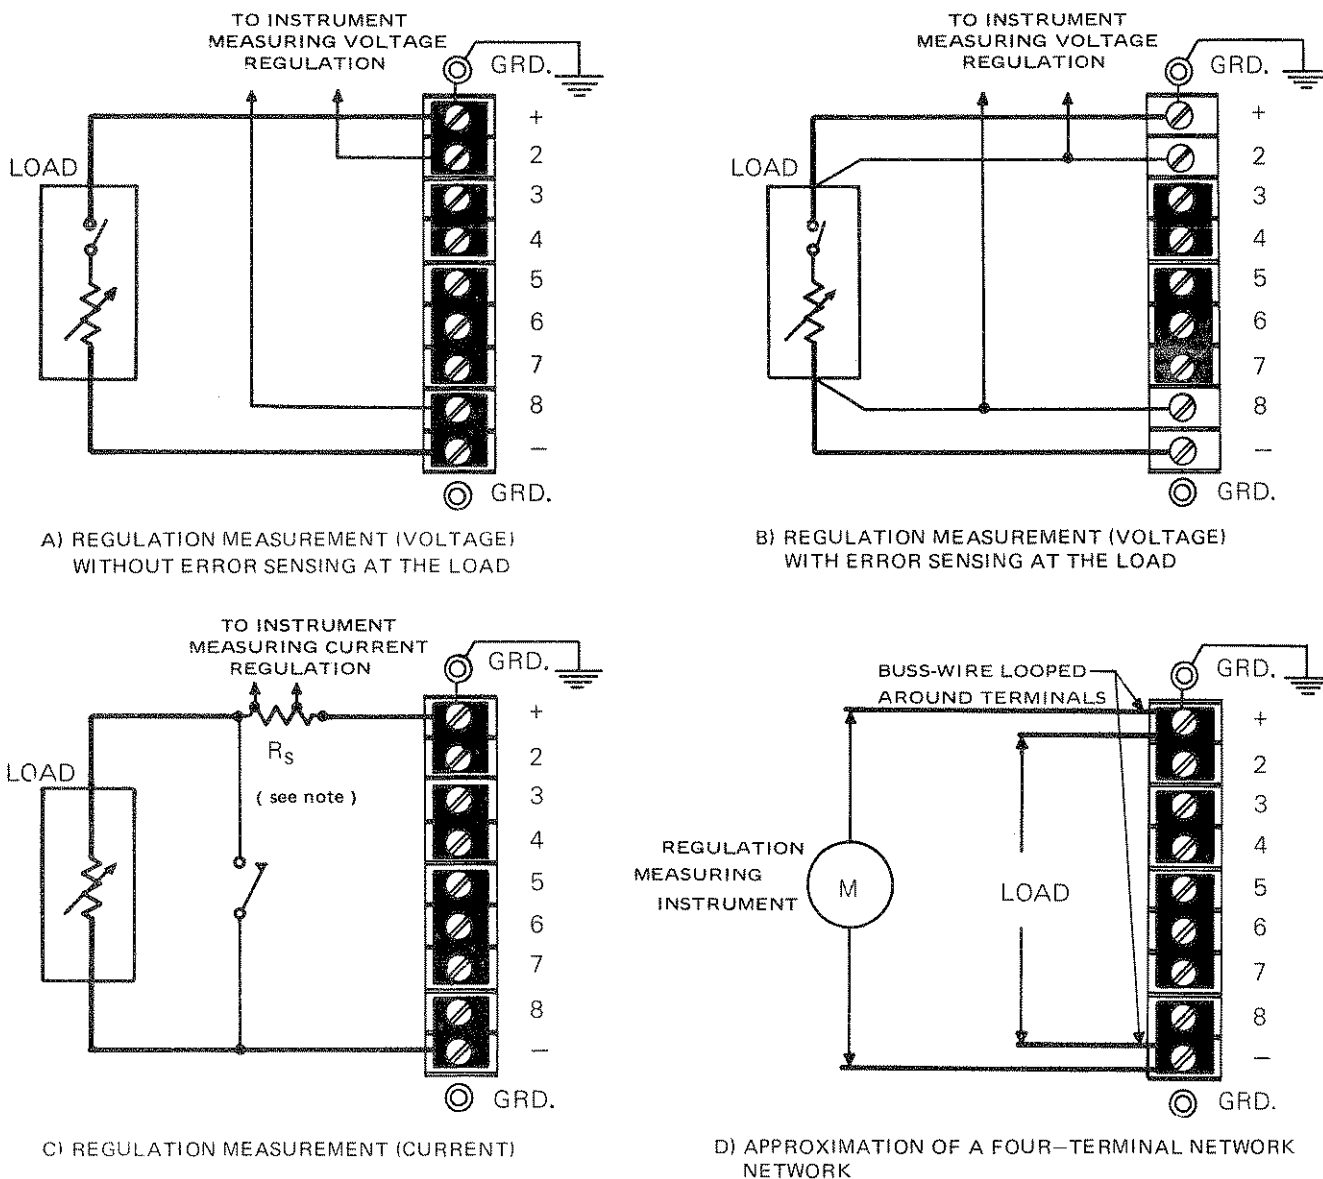 TO INSTRUMENT
MEASURING VOLTAGE
REGULATION
GRD.
+
2
3
4
5
6
7
8
–
GRD.
LOAD
A) REGULATION MEASUREMENT (VOLTAGE)
WITHOUT ERROR SENSING AT THE LOAD
TO INSTRUMENT
MEASURING VOLTAGE
REGULATION
GRD.
+
2
3
4
5
6
7
8
–
GRD.
LOAD
B) REGULATION MEASUREMENT (VOLTAGE)
WITH ERROR SENSING AT THE LOAD
TO INSTRUMENT
MEASURING CURRENT
REGULATION
GRD.
+
2
3
4
5
6
7
8
–
GRD.
RS
( see note )
LOAD
C) REGULATION MEASUREMENT (CURRENT)
BUSS-WIRE LOOPED
AROUND TERMINALS
GRD.
+
2
3
4
5
6
7
8
–
GRD.
REGULATION
MEASURING
INSTRUMENT
M
LOAD
D) APPROXIMATION OF A FOUR–TERMINAL NETWORK
NETWORK